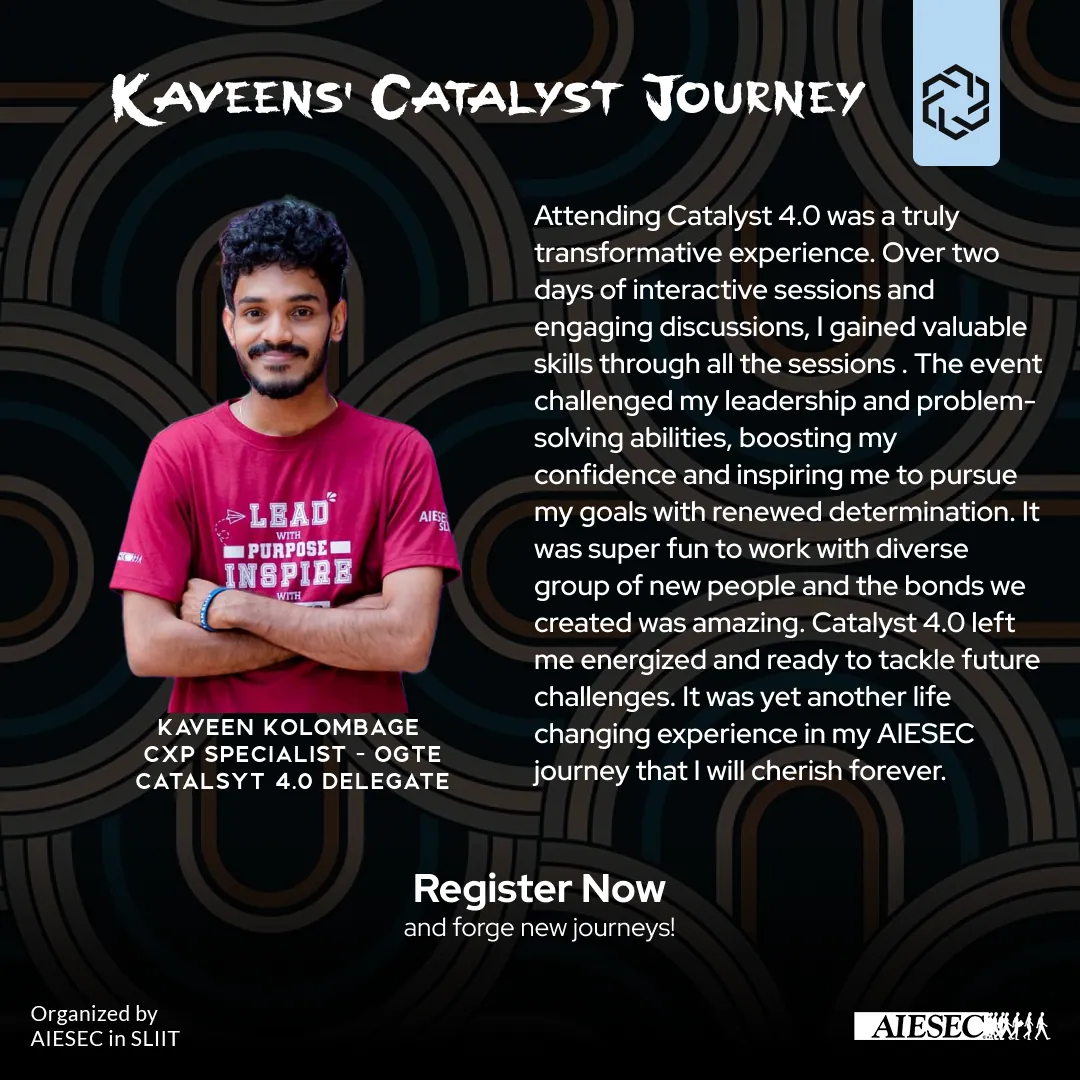 KAVEENS' CATALYST JOURNEY
Attending Catalyst 4.0 was a truly
transformative experience. Over two
days of interactive sessions and
engaging discussions, I gained valuable
skills through all the sessions . The event
challenged my leadership and problem-
solving abilities, boosting my
confidence and inspiring me to pursue
my goals with renewed determination. It
was super fun to work with diverse
group of new people and the bonds we
created was amazing. Catalyst 4.0 left
me energized and ready to tackle future
challenges. It was yet another life
changing experience in my AIESEC
journey that I will cherish forever.
LEAD
WITH
PURPOSE
INSPIRE
WITH
KAVEEN KOLOMBAGE
CXP SPECIALIST - OGTE
CATALSYT 4.0 DELEGATE
Register Now
and forge new journeys!
Organized by
AIESEC in SLIIT
AIESEC